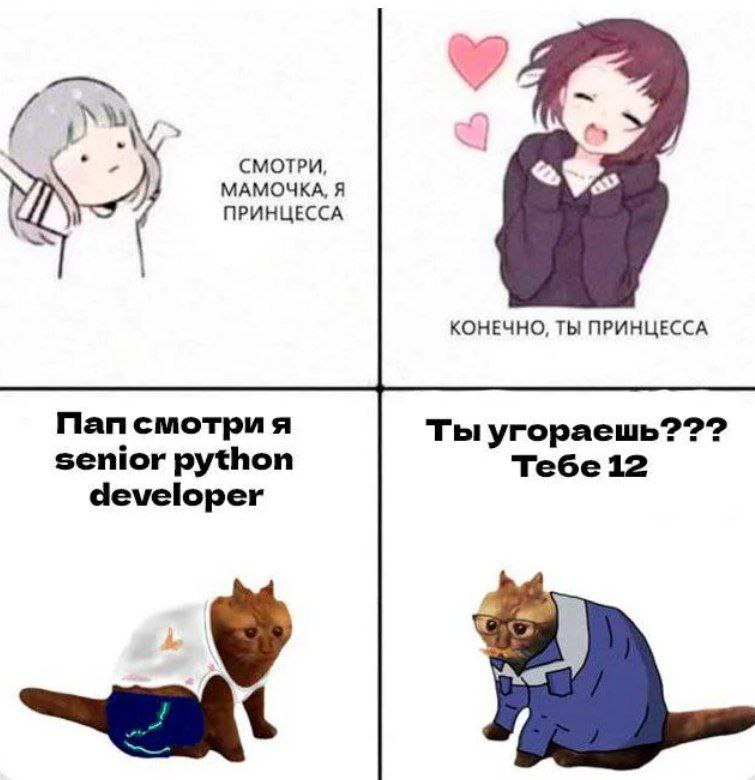 СМОТРИ,
МАМОЧКА, Я
ПРИНЦЕССА
КОНЕЧНО, ТЫ ПРИНЦЕССА
Пап смотри я
senior python
developer
Ты угораешь???
Тебе 12